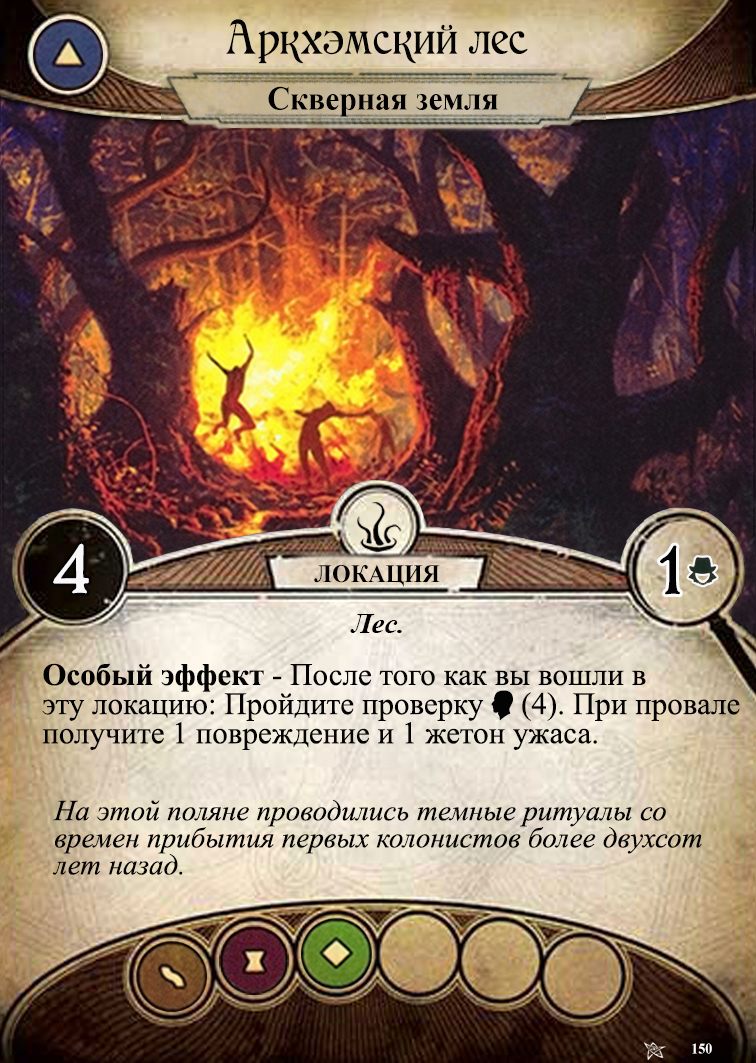 Аркхэмский лес
Скверная земля
4
ЛОКАЦИЯ
1
Лес.
Особый эффект - После того как вы вошли в
эту локацию: Пройдите проверку (4). При провале
получите 1 повреждение и 1 жетон ужаса.
На этой поляне проводились темные ритуалы со
времен прибытия первых колонистов более двухсот
лет назад.
150